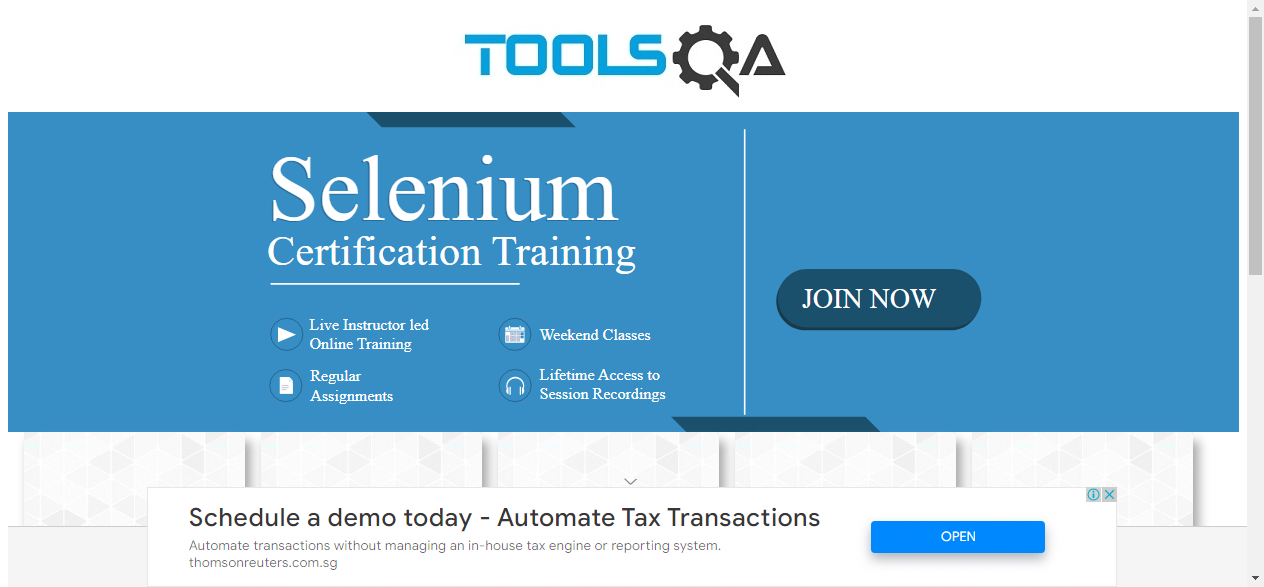 TOOLSQA
Selenium
Certification Training
Live Instructor led
Online Training
Weekend Classes
Regular
Assignments
Lifetime Access to
Session Recordings
JOIN NOW
Schedule a demo today - Automate Tax Transactions
Automate transactions without managing an in-house tax engine or reporting system.
thomsonreuters.com.sg
OPEN